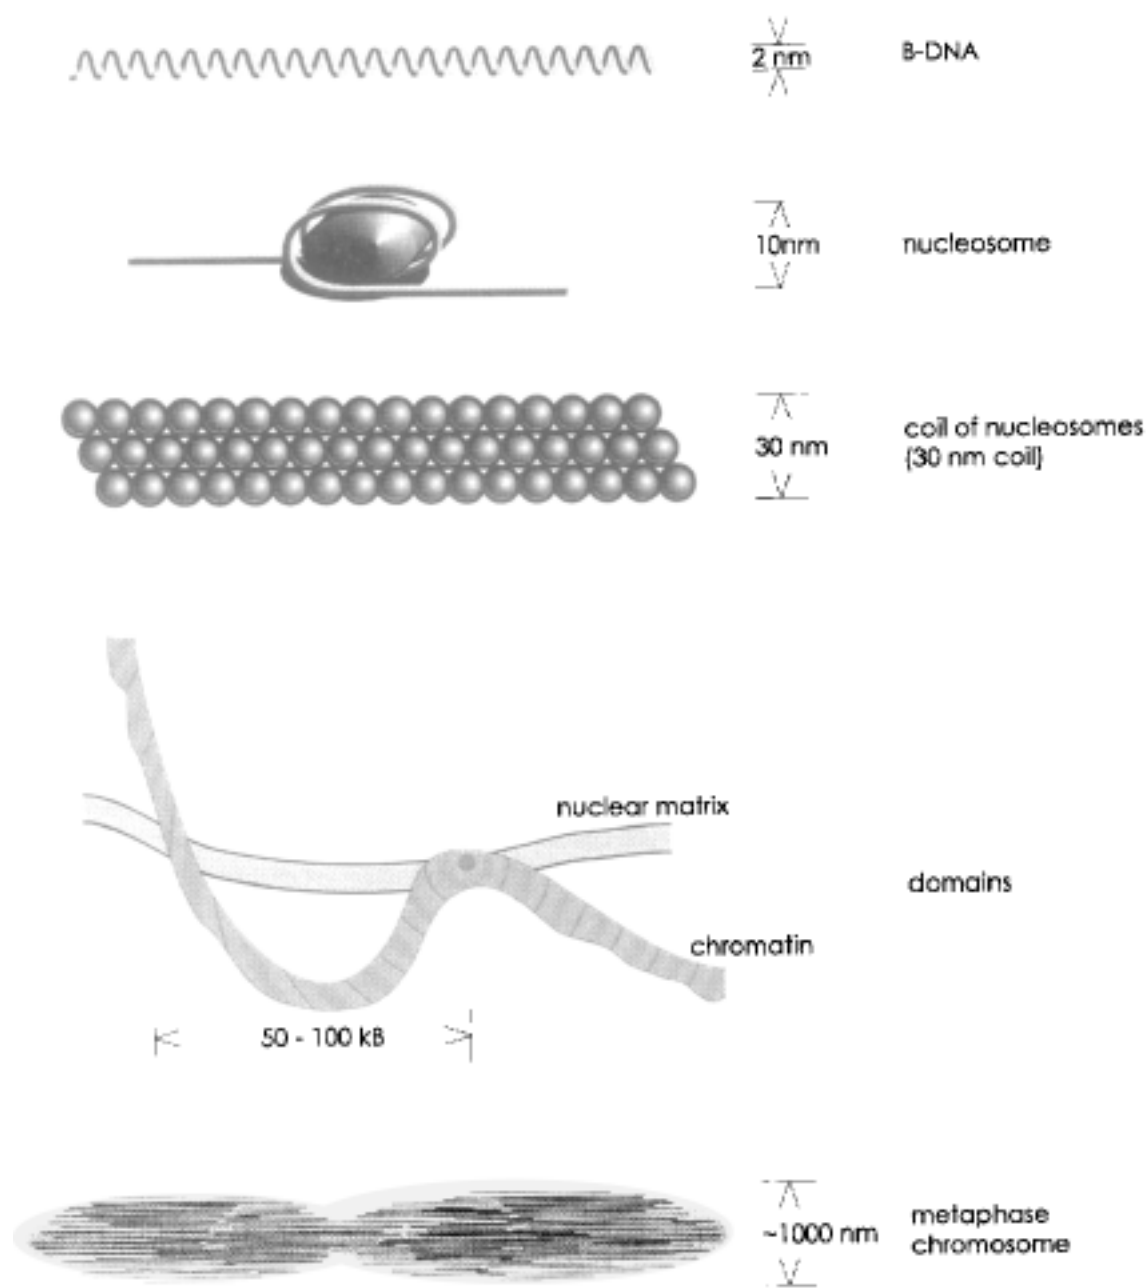 2 nm
B-DNA
10nm
nucleosome
30 nm
coil of nucleosomes
(30 nm coil)
nuclear matrix
domains
chromatin
50 - 100 kB
~1000 nm
metaphase
chromosome